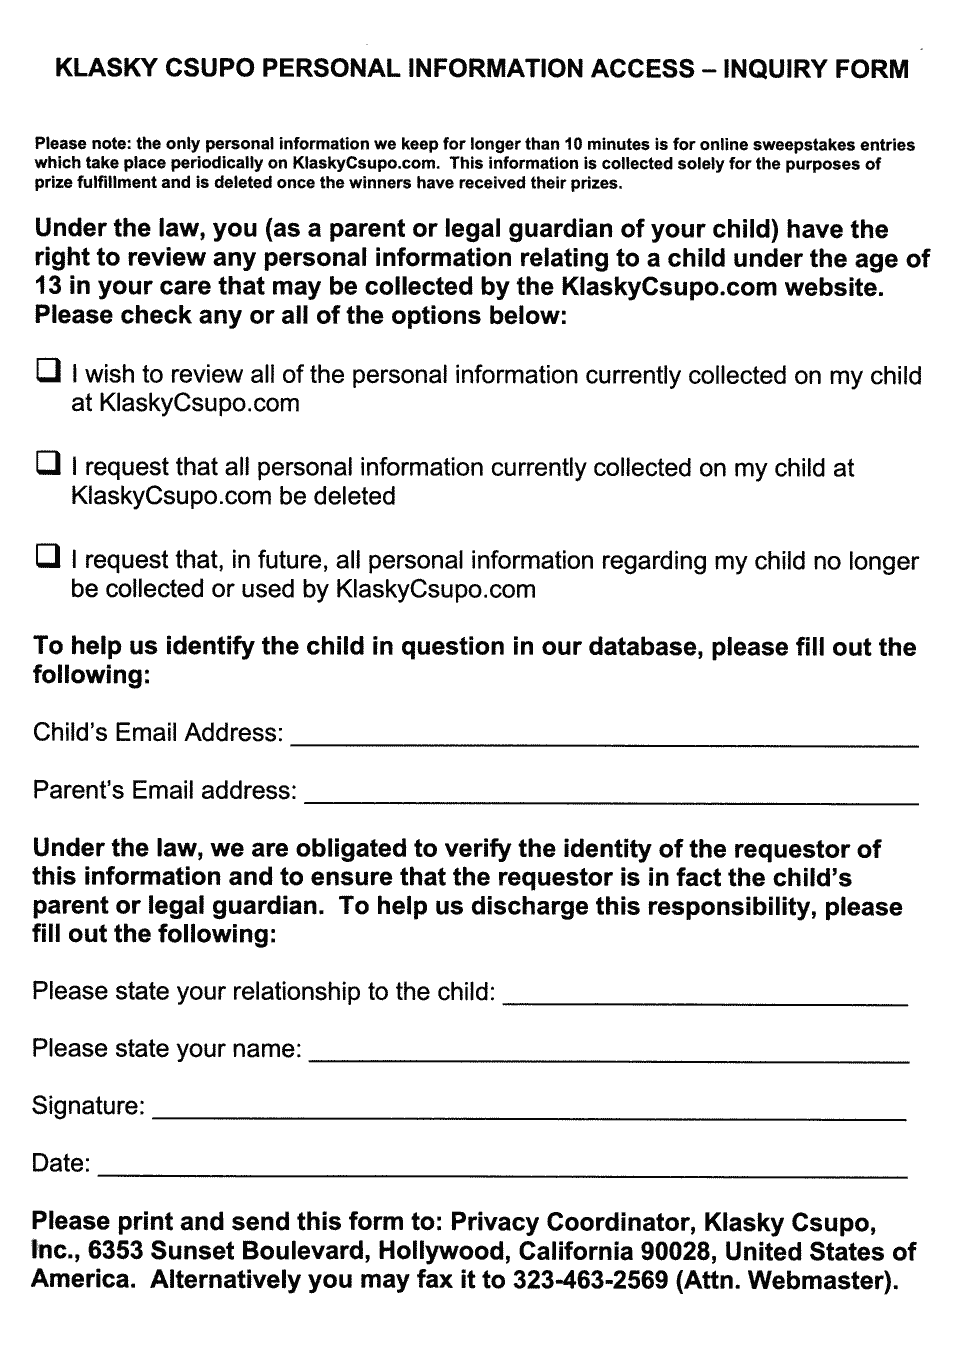 KLASKY CSUPO PERSONAL INFORMATION ACCESS – INQUIRY FORM
Please note: the only personal information we keep for longer than 10 minutes is for online sweepstakes entries
which take place periodically on KlaskyCsupo.com.  This information is collected solely for the purposes of
prize fulfillment and is deleted once the winners have received their prizes.
Under the law, you (as a parent or legal guardian of your child) have the
right to review any personal information relating to a child under the age of
13 in your care that may be collected by the KlaskyCsupo.com website.
Please check any or all of the options below:
❑ I wish to review all of the personal information currently collected on my child
at KlaskyCsupo.com
❑ I request that all personal information currently collected on my child at
KlaskyCsupo.com be deleted
❑ I request that, in future, all personal information regarding my child no longer
be collected or used by KlaskyCsupo.com
To help us identify the child in question in our database, please fill out the
following:
Child's Email Address:
Parent's Email address:
Under the law, we are obligated to verify the identity of the requestor of
this information and to ensure that the requestor is in fact the child's
parent or legal guardian.  To help us discharge this responsibility, please
fill out the following:
Please state your relationship to the child:
Please state your name:
Signature:
Date:
Please print and send this form to: Privacy Coordinator, Klasky Csupo,
Inc., 6353 Sunset Boulevard, Hollywood, California 90028, United States of
America.  Alternatively you may fax it to 323-463-2569 (Attn. Webmaster).